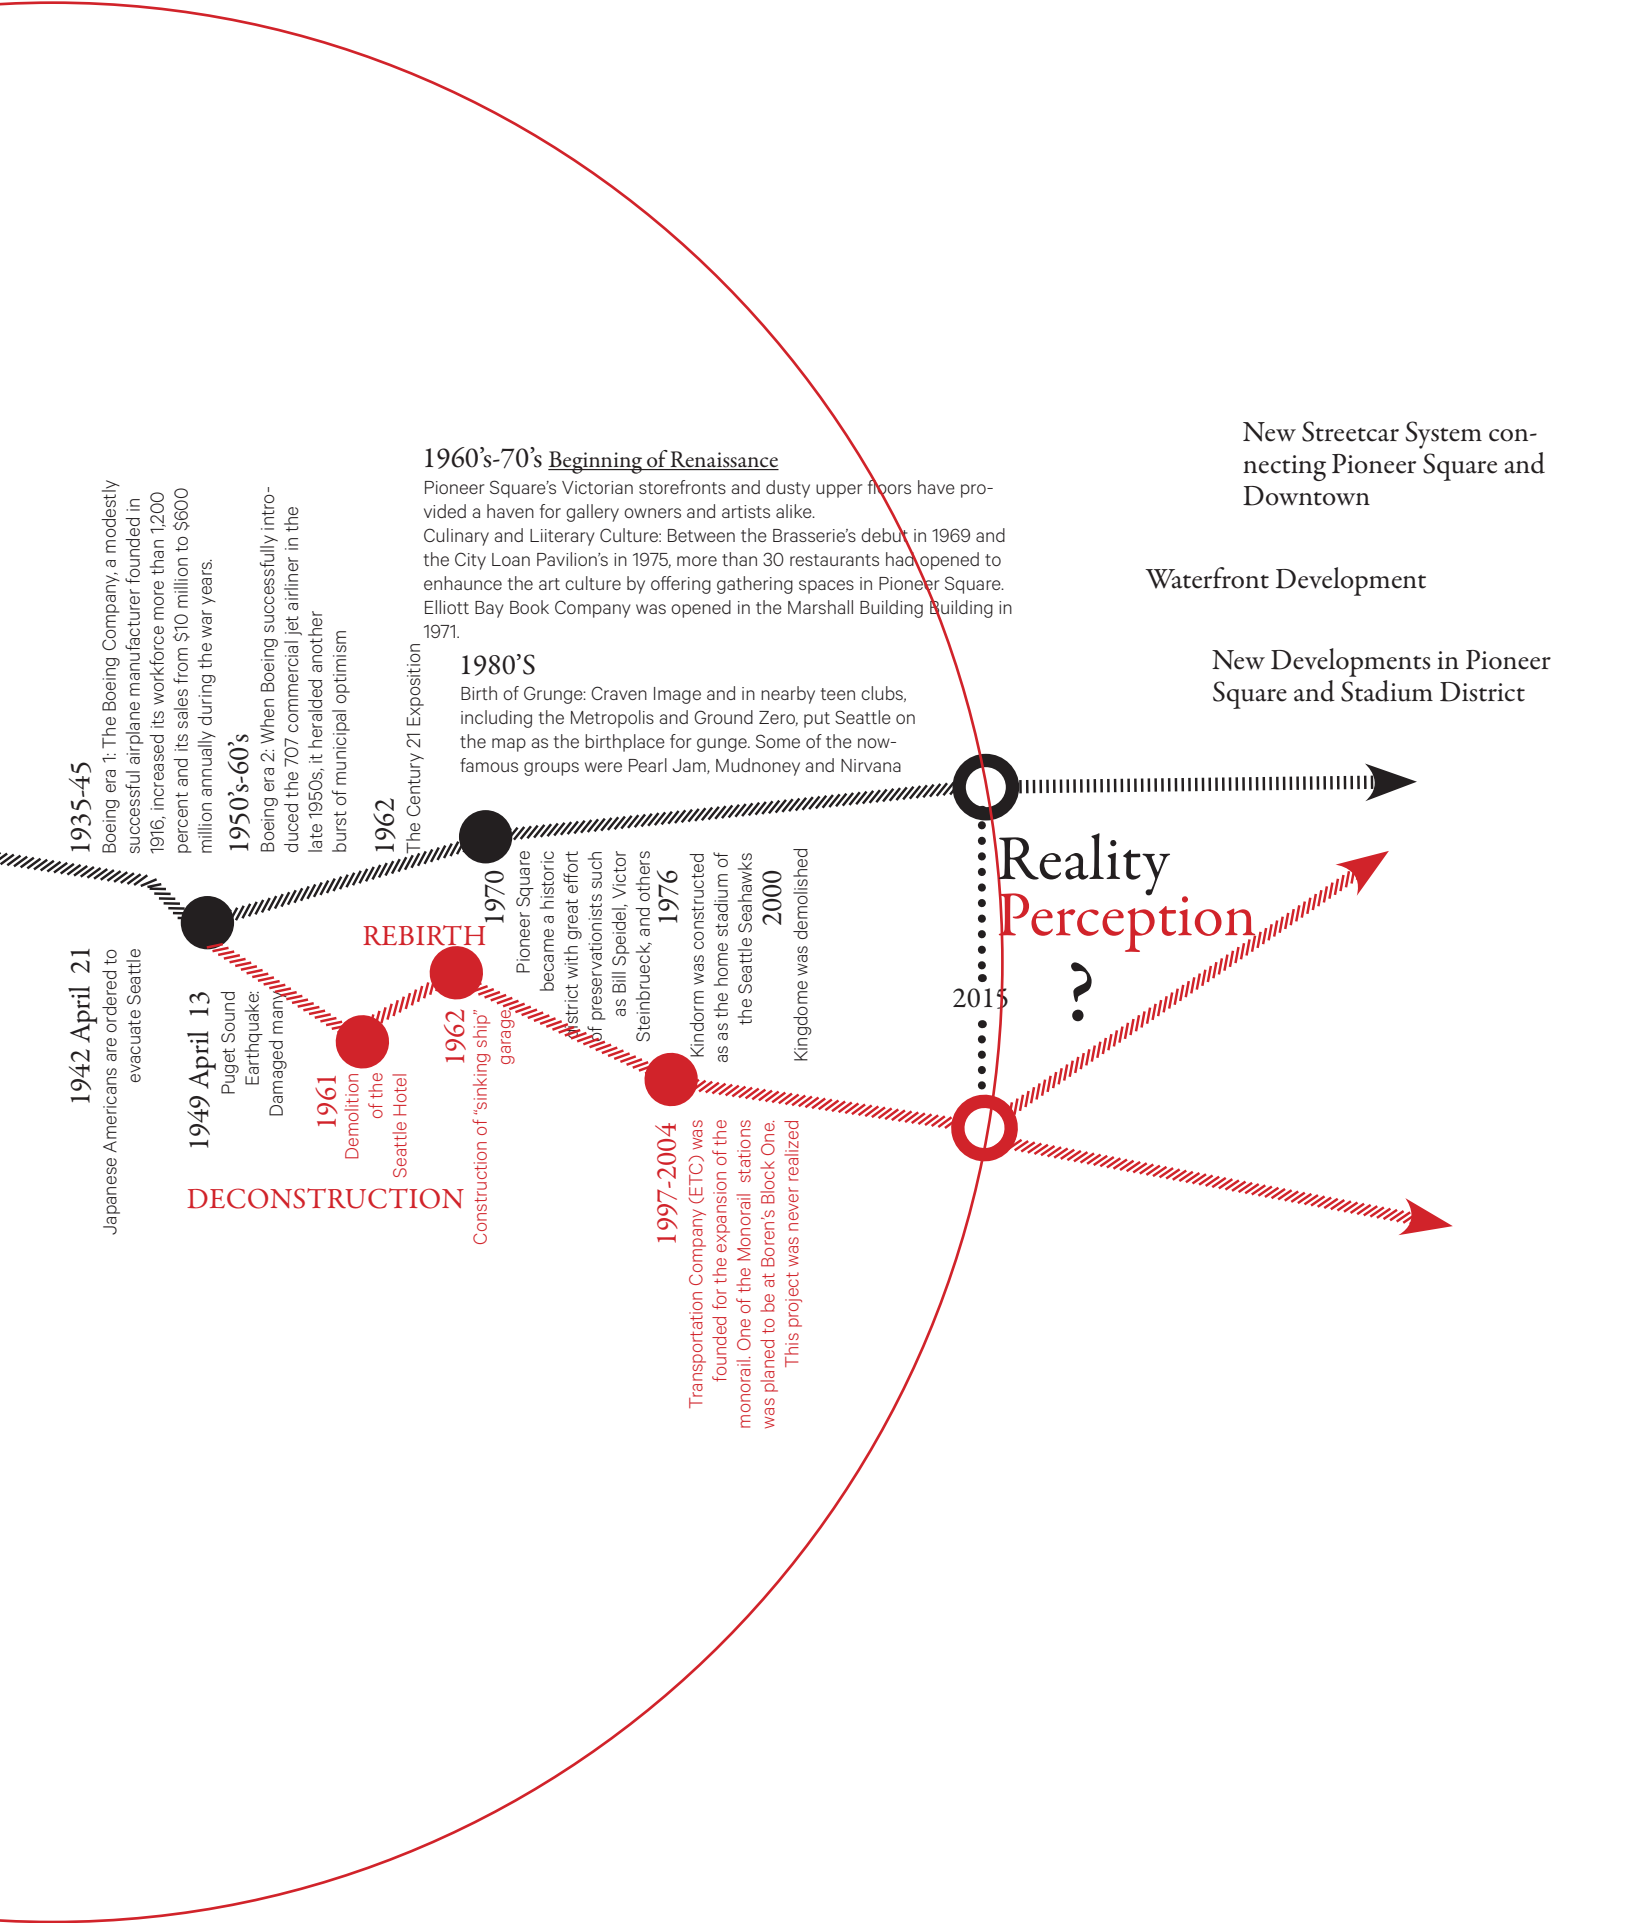 1935-45
Boeing era 1: The Boeing Company, a modestly
successful airplane manufacturer founded in
1916, increased its workforce more than 1,200
percent and its sales from $10 million to $600
million annually during the war years.
1950's-60's
Boeing era 2: When Boeing successfully intro-
duced the 707 commercial jet airliner in the
late 1950s, it heralded another
burst of municipal optimism
1962
The Century 21 Exposition
1960's-70's Beginning of Renaissance
Pioneer Square's Victorian storefronts and dusty upper floors have pro-
vided a haven for gallery owners and artists alike.
Culinary and Liiterary Culture: Between the Brasserie's debut in 1969 and
the City Loan Pavilion's in 1975, more than 30 restaurants had opened to
enhaunce the art culture by offering gathering spaces in Pioneer Square.
Elliott Bay Book Company was opened in the Marshall Building Building in
1971.
1980'S
Birth of Grunge: Craven Image and in nearby teen clubs,
including the Metropolis and Ground Zero, put Seattle on
the map as the birthplace for gunge. Some of the now-
famous groups were Pearl Jam, Mudnoney and Nirvana
New Streetcar System con-
necting Pioneer Square and
Downtown
Waterfront Development
New Developments in Pioneer
Square and Stadium District
1942 April 21
Japanese Americans are ordered to
evacuate Seattle
1949 April 13
Puget Sound
Earthquake:
Damaged many
1961
Demolition
of the
Seattle Hotel
DECONSTRUCTION
REBIRTH
1962
Construction of "sinking ship"
garage
1970
Pioneer Square
became a historic
district with great effort
of preservationists such
as Bill Speidel, Victor
Steinbrueck, and others
1976
Kindorm was constructed
as as the home stadium of
the Seattle Seahawks
2000
Kingdome was demolished
1997-2004
Transportation Company (ETC) was
founded for the expansion of the
monorail. One of the Monorail stations
was planed to be at Boren's Block One.
This project was never realized
Reality
Perception
?
2015